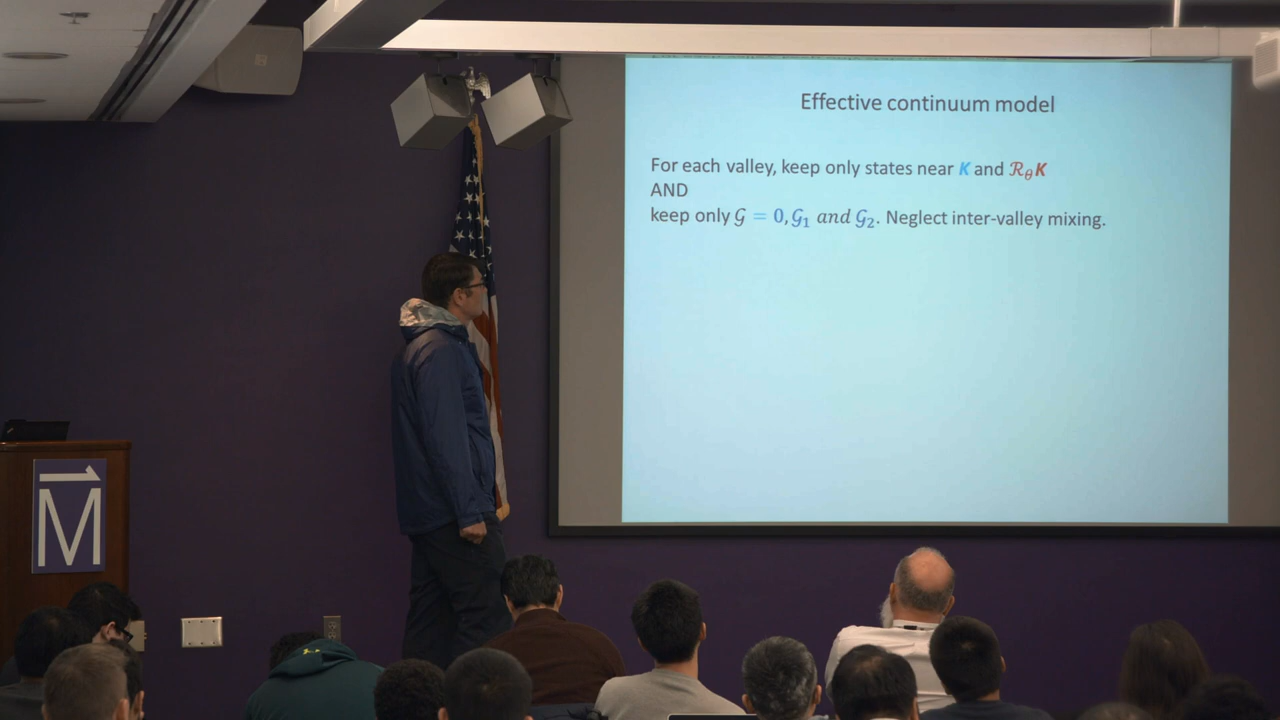 Effective continuum model
For each valley, keep only states near K and ℛ_θK
AND
keep only 𝒢 = 0, 𝒢₁ and 𝒢₂. Neglect inter-valley mixing.
M